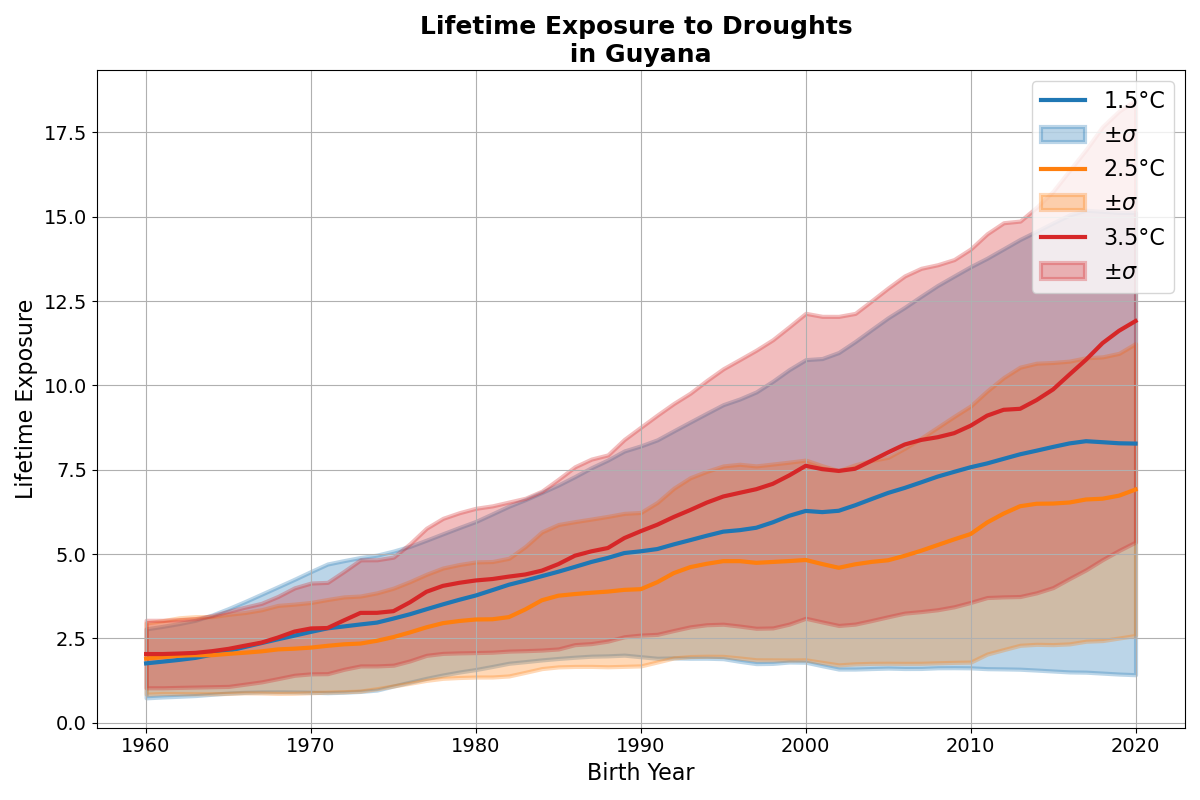 Lifetime Exposure to Droughts
in Guyana
1.5°C
±σ
2.5°C
±σ
3.5°C
±σ
Lifetime Exposure
17.5
15.0
12.5
10.0
7.5
5.0
2.5
0.0
1960
1970
1980
1990
2000
2010
2020
Birth Year